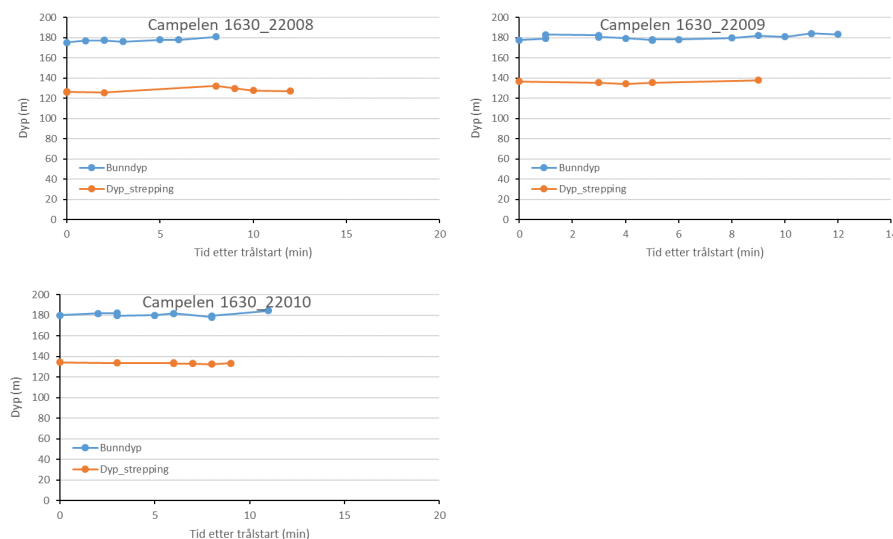 Campelen 1630_22008
200
180
160
140
120
100
80
60
40
20
0
Dyp (m)
Bunndyp
Dyp_strepping
0 5 10 15 20
Tid etter trålstart (min)
Campelen 1630_22009
200
180
160
140
120
100
80
60
40
20
0
Dyp (m)
Bunndyp
Dyp_strepping
0 2 4 6 8 10 12 14
Tid etter trålstart (min)
Campelen 1630_22010
200
180
160
140
120
100
80
60
40
20
0
Dyp (m)
Bunndyp
Dyp_strepping
0 5 10 15 20
Tid etter trålstart (min)